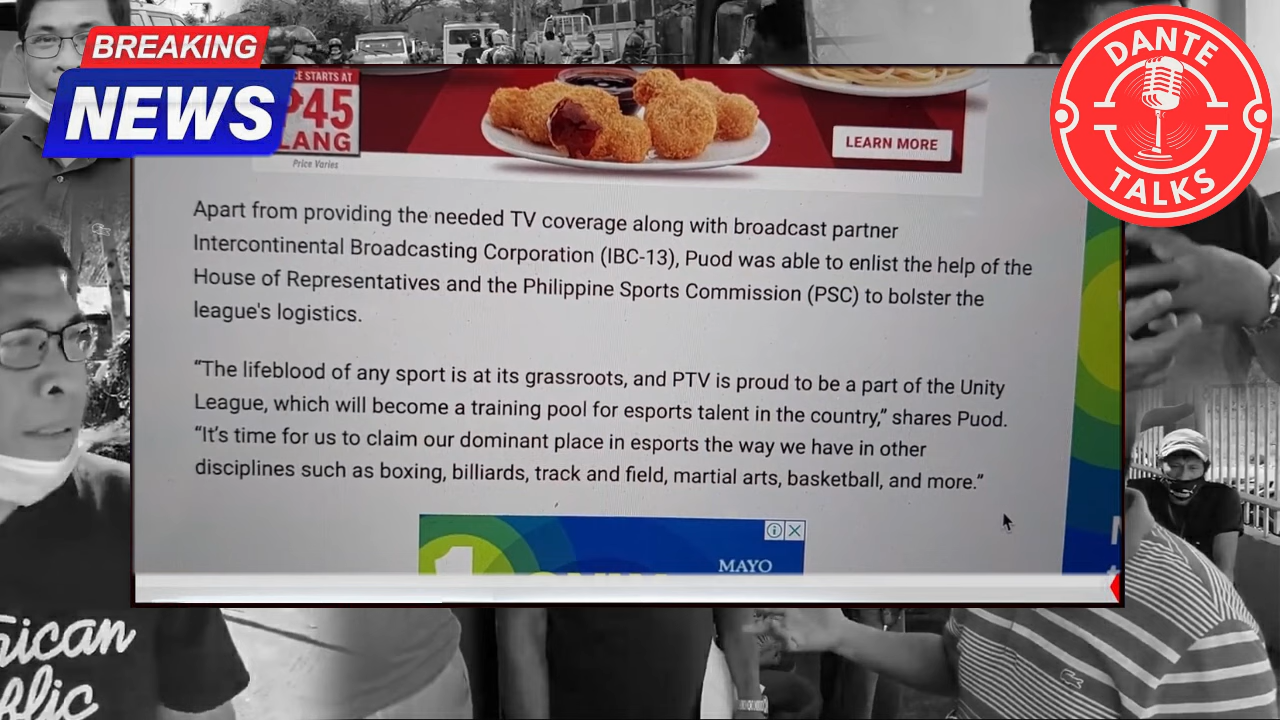 BREAKING
NEWS
DANTE
TALKS
CE STARTS AT
₱45
LANG
Price Varies
LEARN MORE
Apart from providing the needed TV coverage along with broadcast partner
Intercontinental Broadcasting Corporation (IBC-13), Puod was able to enlist the help of the
House of Representatives and the Philippine Sports Commission (PSC) to bolster the
league's logistics.
“The lifeblood of any sport is at its grassroots, and PTV is proud to be a part of the Unity
League, which will become a training pool for esports talent in the country,” shares Puod.
“It’s time for us to claim our dominant place in esports the way we have in other
disciplines such as boxing, billiards, track and field, martial arts, basketball, and more.”
1
MAYO